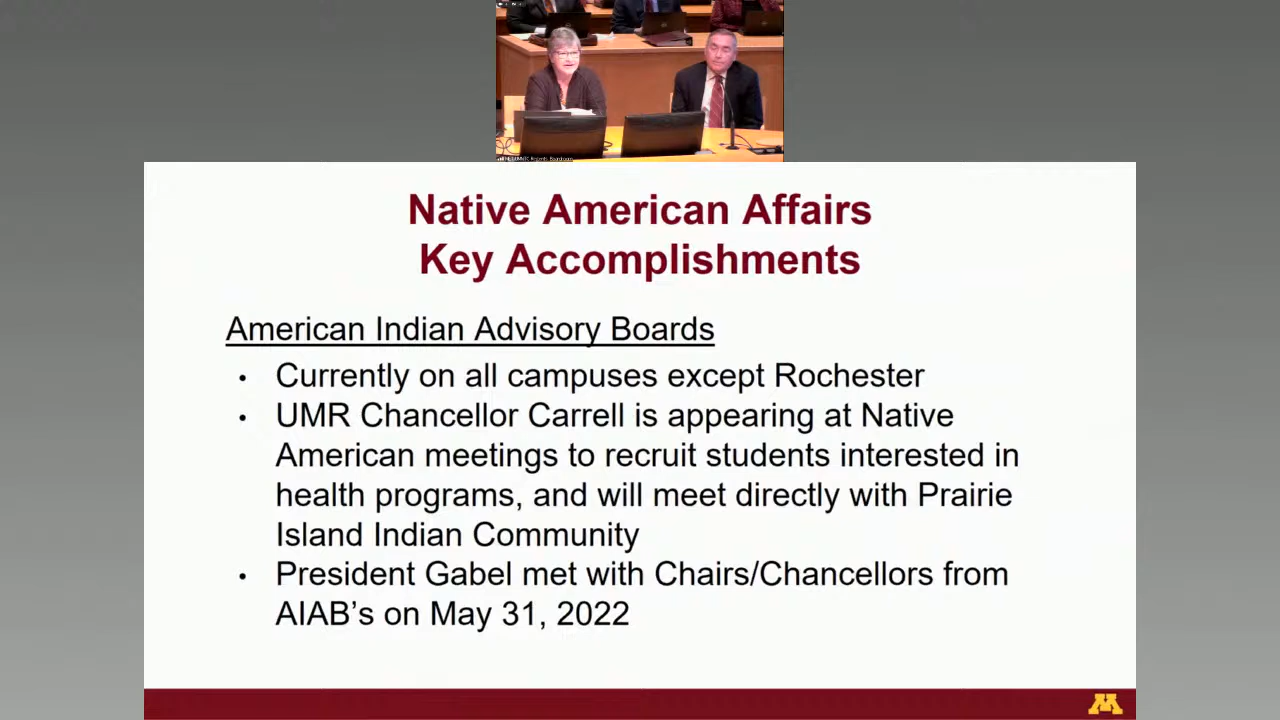 Native American Affairs
Key Accomplishments
American Indian Advisory Boards
• Currently on all campuses except Rochester
• UMR Chancellor Carrell is appearing at Native
American meetings to recruit students interested in
health programs, and will meet directly with Prairie
Island Indian Community
• President Gabel met with Chairs/Chancellors from
AIAB’s on May 31, 2022
M